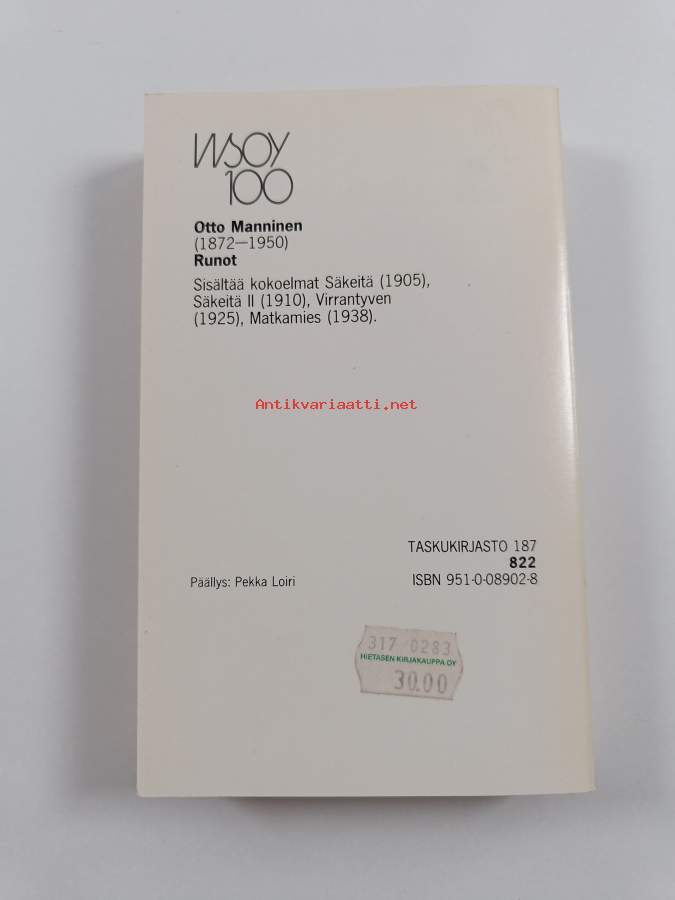 WSOY
100
Otto Manninen
(1872—1950)
Runot
Sisältää kokoelmat Säkeitä (1905),
Säkeitä II (1910), Virrantyven
(1925), Matkamies (1938).
Antikvariaatti.net
TASKUKIRJASTO 187
822
Päällys: Pekka Loiri
ISBN 951-0-08902-8
317 0283
HIETASEN KIRJAKAUPPA OY
30.00